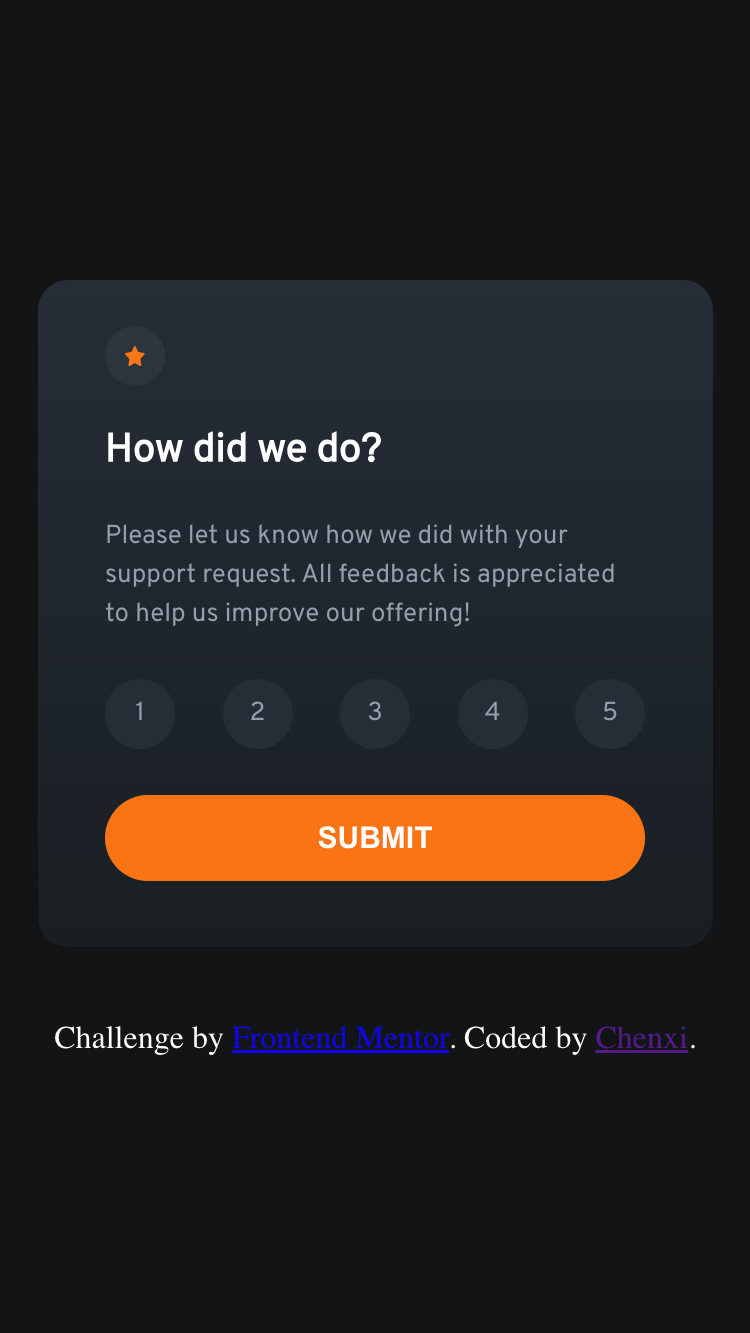 How did we do?
Please let us know how we did with your
support request. All feedback is appreciated
to help us improve our offering!
1 2 3 4 5
SUBMIT
Challenge by Frontend Mentor. Coded by Chenxi.